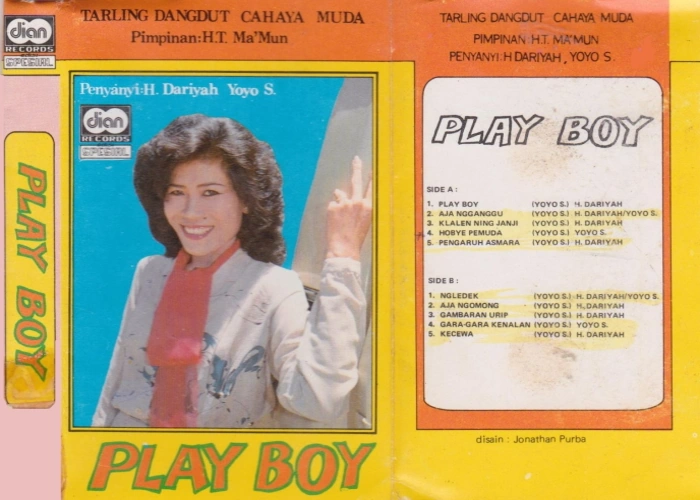 dian
RECORDS
SPESIAL
PLAY BOY
TARLING DANGDUT CAHAYA MUDA
Pimpinan:H.T. Ma'Mun
Penyanyi:H. Dariyah Yoyo S.
dian
RECORDS
SPESIAL
PLAY BOY
TARLING DANGDUT CAHAYA MUDA
PIMPINAN:H.T. MA'MUN
PENYANYI:H DARIYAH, YOYO S.
PLAY BOY
SIDE A :
1. PLAY BOY (YOYO S.) H. DARIYAH
2. AJA NGGANGGU (YOYO S.) H. DARIYAH/YOYO S.
3. KLALEN NING JANJI (YOYO S.) H. DARIYAH
4. HOBYE PEMUDA (YOYO S.) YOYO S.
5. PENGARUH ASMARA (YOYO S.) H. DARIYAH
SIDE B :
1. NGLEDEK (YOYO S.) H. DARIYAH/YOYO S.
2. AJA NGOMONG (YOYO S.) H. DARIYAH
3. GAMBARAN URIP (YOYO S.) H. DARIYAH
4. GARA-GARA KENALAN (YOYO S.) YOYO S.
5. KECEWA (YOYO S.) H. DARIYAH
disain : Jonathan Purba